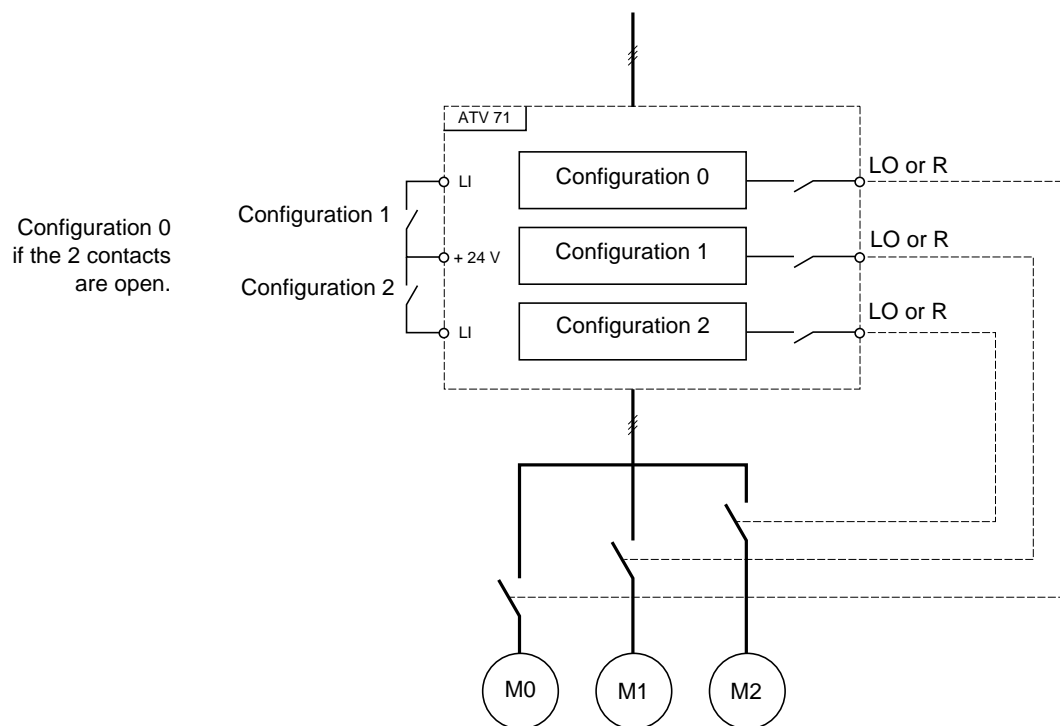 ATV 71
Configuration 0
LO or R
LI
Configuration 1
Configuration 0
if the 2 contacts
are open.
Configuration 1
LO or R
+ 24 V
Configuration 2
Configuration 2
LO or R
LI
M0
M1
M2